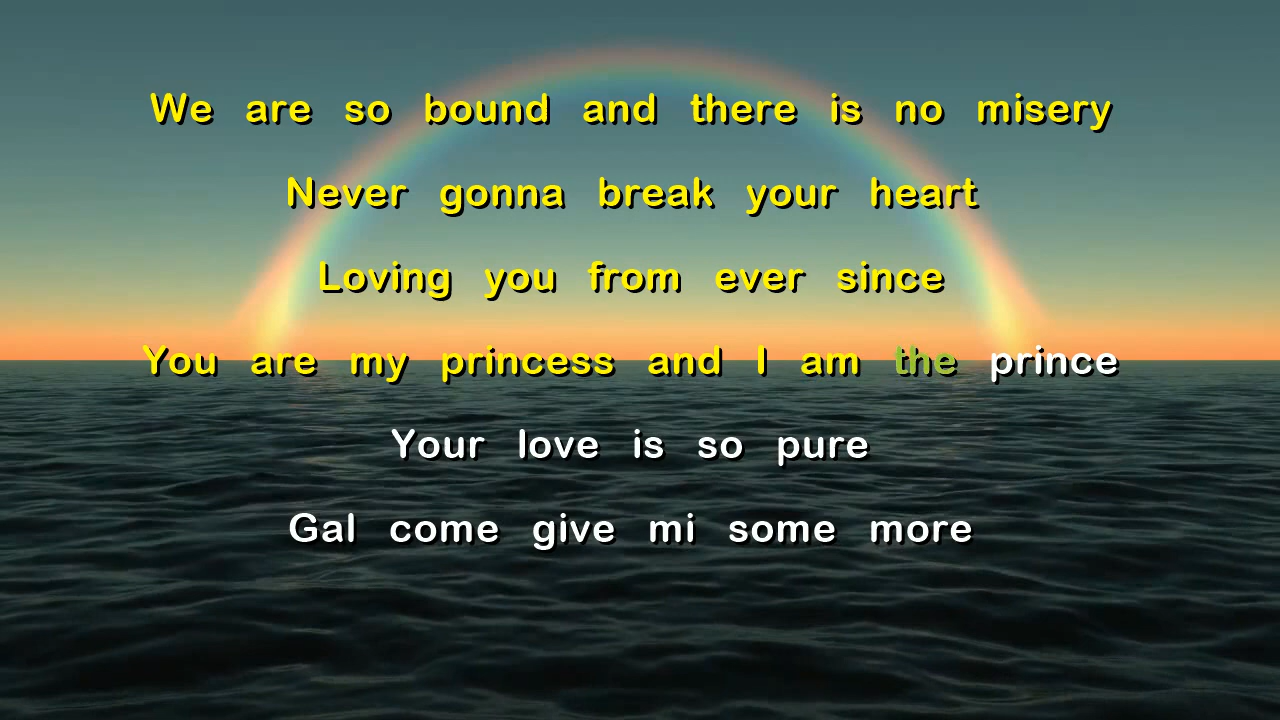 We are so bound and there is no misery
Never gonna break your heart
Loving you from ever since
You are my princess and I am the prince
Your love is so pure
Gal come give mi some more